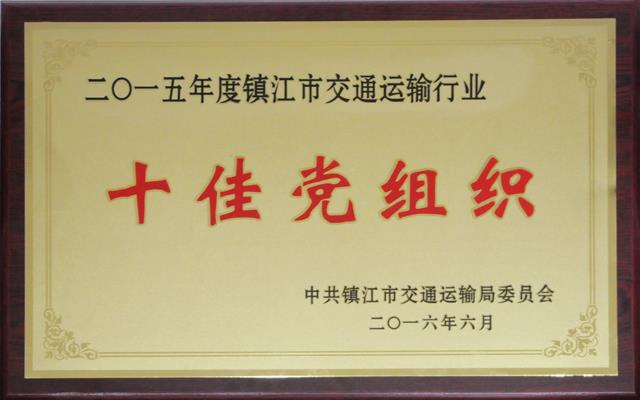 二〇一五年度镇江市交通运输行业
十佳党组织
中共镇江市交通运输局委员会
二〇一六年六月